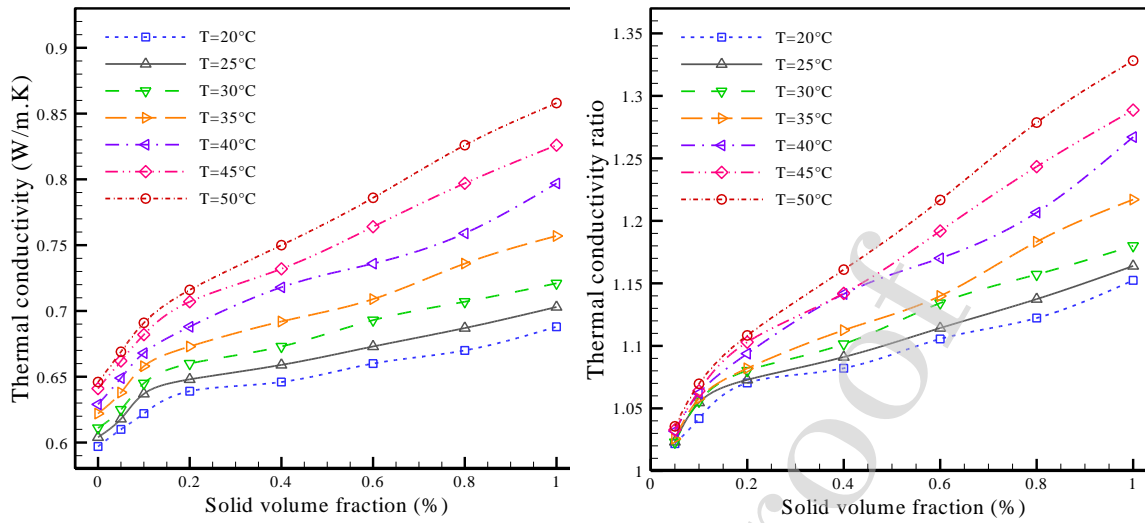 Thermal conductivity (W/m.K)
0.9
0.85
0.8
0.75
0.7
0.65
0.6
T=20°C
T=25°C
T=30°C
T=35°C
T=40°C
T=45°C
T=50°C
0 0.2 0.4 0.6 0.8 1
Solid volume fraction (%)
Thermal conductivity ratio
1.35
1.3
1.25
1.2
1.15
1.1
1.05
1
T=20°C
T=25°C
T=30°C
T=35°C
T=40°C
T=45°C
T=50°C
0 0.2 0.4 0.6 0.8 1
Solid volume fraction (%)
roof